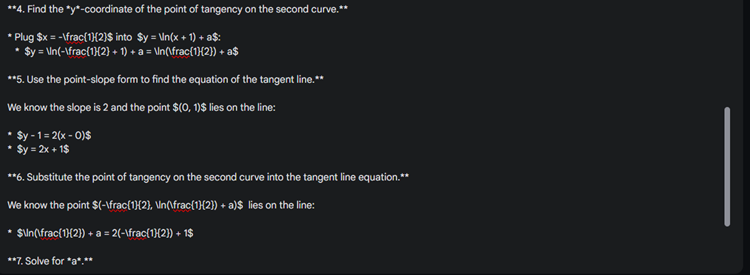 **4. Find the *y*-coordinate of the point of tangency on the second curve.**
* Plug $x = -\frac{1}{2}$ into $y = \ln(x + 1) + a$:
* $y = \ln(-\frac{1}{2} + 1) + a = \ln(\frac{1}{2}) + a$
**5. Use the point-slope form to find the equation of the tangent line.**
We know the slope is 2 and the point $(0, 1)$ lies on the line:
* $y - 1 = 2(x - 0)$
* $y = 2x + 1$
**6. Substitute the point of tangency on the second curve into the tangent line equation.**
We know the point $(-\frac{1}{2}, \ln(\frac{1}{2}) + a)$ lies on the line:
* $\ln(\frac{1}{2}) + a = 2(-\frac{1}{2}) + 1$
**7. Solve for *a*.**